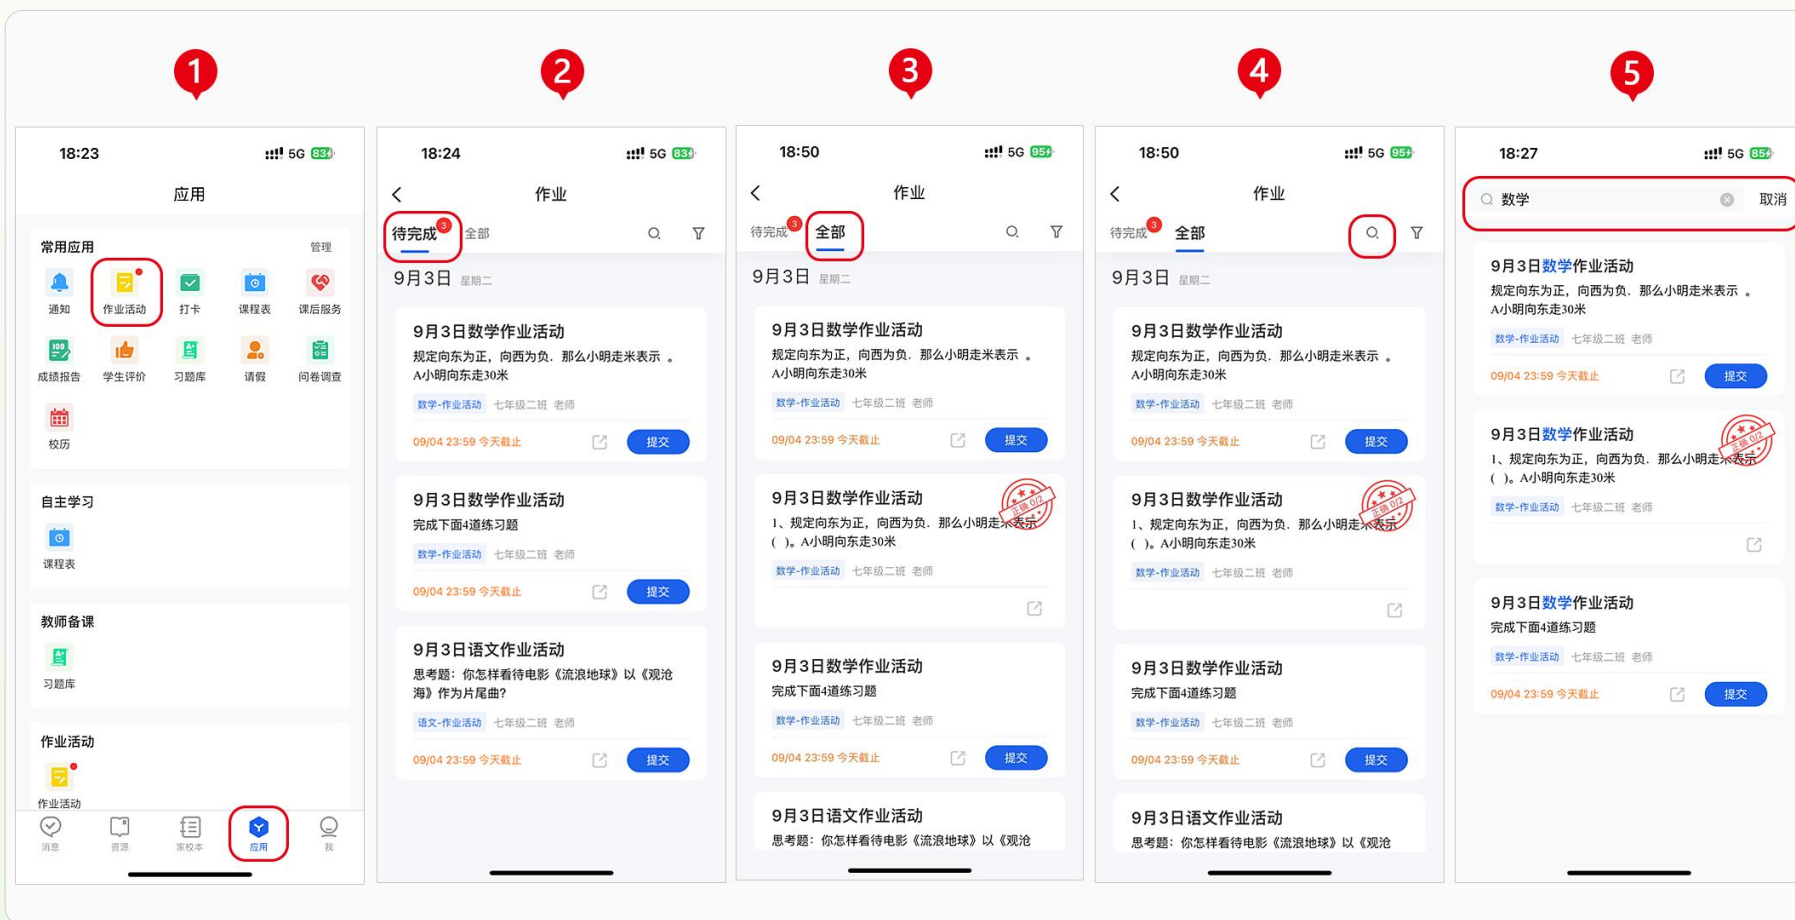 1
2
3
4
5
18:23
5G 83
应用
常用应用
管理
通知
作业活动
打卡
课程表
课后服务
成绩报告
学生评价
习题库
请假
问卷调查
校历
自主学习
课程表
教师备课
习题库
作业活动
作业活动
消息
资源
家校本
应用
我
18:24
5G 83
作业
待完成 3
全部
9月3日 星期二
9月3日数学作业活动
规定向东为正，向西为负．那么小明走米表示 。
A小明向东走30米
数学-作业活动 七年级二班 老师
09/04 23:59 今天截止
提交
9月3日数学作业活动
完成下面4道练习题
数学-作业活动 七年级二班 老师
09/04 23:59 今天截止
提交
9月3日语文作业活动
思考题：你怎样看待电影《流浪地球》以《观沧
海》作为片尾曲？
语文-作业活动 七年级二班 老师
09/04 23:59 今天截止
提交
18:50
5G 95
作业
待完成 3
全部
9月3日 星期二
9月3日数学作业活动
规定向东为正，向西为负．那么小明走米表示 。
A小明向东走30米
数学-作业活动 七年级二班 老师
09/04 23:59 今天截止
提交
9月3日数学作业活动
正确 0/2
1、规定向东为正，向西为负．那么小明走米表示
( )。A小明向东走30米
数学-作业活动 七年级二班 老师
9月3日数学作业活动
完成下面4道练习题
数学-作业活动 七年级二班 老师
09/04 23:59 今天截止
提交
9月3日语文作业活动
思考题：你怎样看待电影《流浪地球》以《观沧
18:50
5G 95
作业
待完成 3
全部
9月3日 星期二
9月3日数学作业活动
规定向东为正，向西为负．那么小明走米表示 。
A小明向东走30米
数学-作业活动 七年级二班 老师
09/04 23:59 今天截止
提交
9月3日数学作业活动
正确 0/2
1、规定向东为正，向西为负．那么小明走米表示
( )。A小明向东走30米
数学-作业活动 七年级二班 老师
9月3日数学作业活动
完成下面4道练习题
数学-作业活动 七年级二班 老师
09/04 23:59 今天截止
提交
9月3日语文作业活动
思考题：你怎样看待电影《流浪地球》以《观沧
18:27
5G 85
数学
取消
9月3日数学作业活动
规定向东为正，向西为负．那么小明走米表示 。
A小明向东走30米
数学-作业活动 七年级二班 老师
09/04 23:59 今天截止
提交
9月3日数学作业活动
正确 0/2
1、规定向东为正，向西为负．那么小明走米表示
( )。A小明向东走30米
数学-作业活动 七年级二班 老师
9月3日数学作业活动
完成下面4道练习题
数学-作业活动 七年级二班 老师
09/04 23:59 今天截止
提交